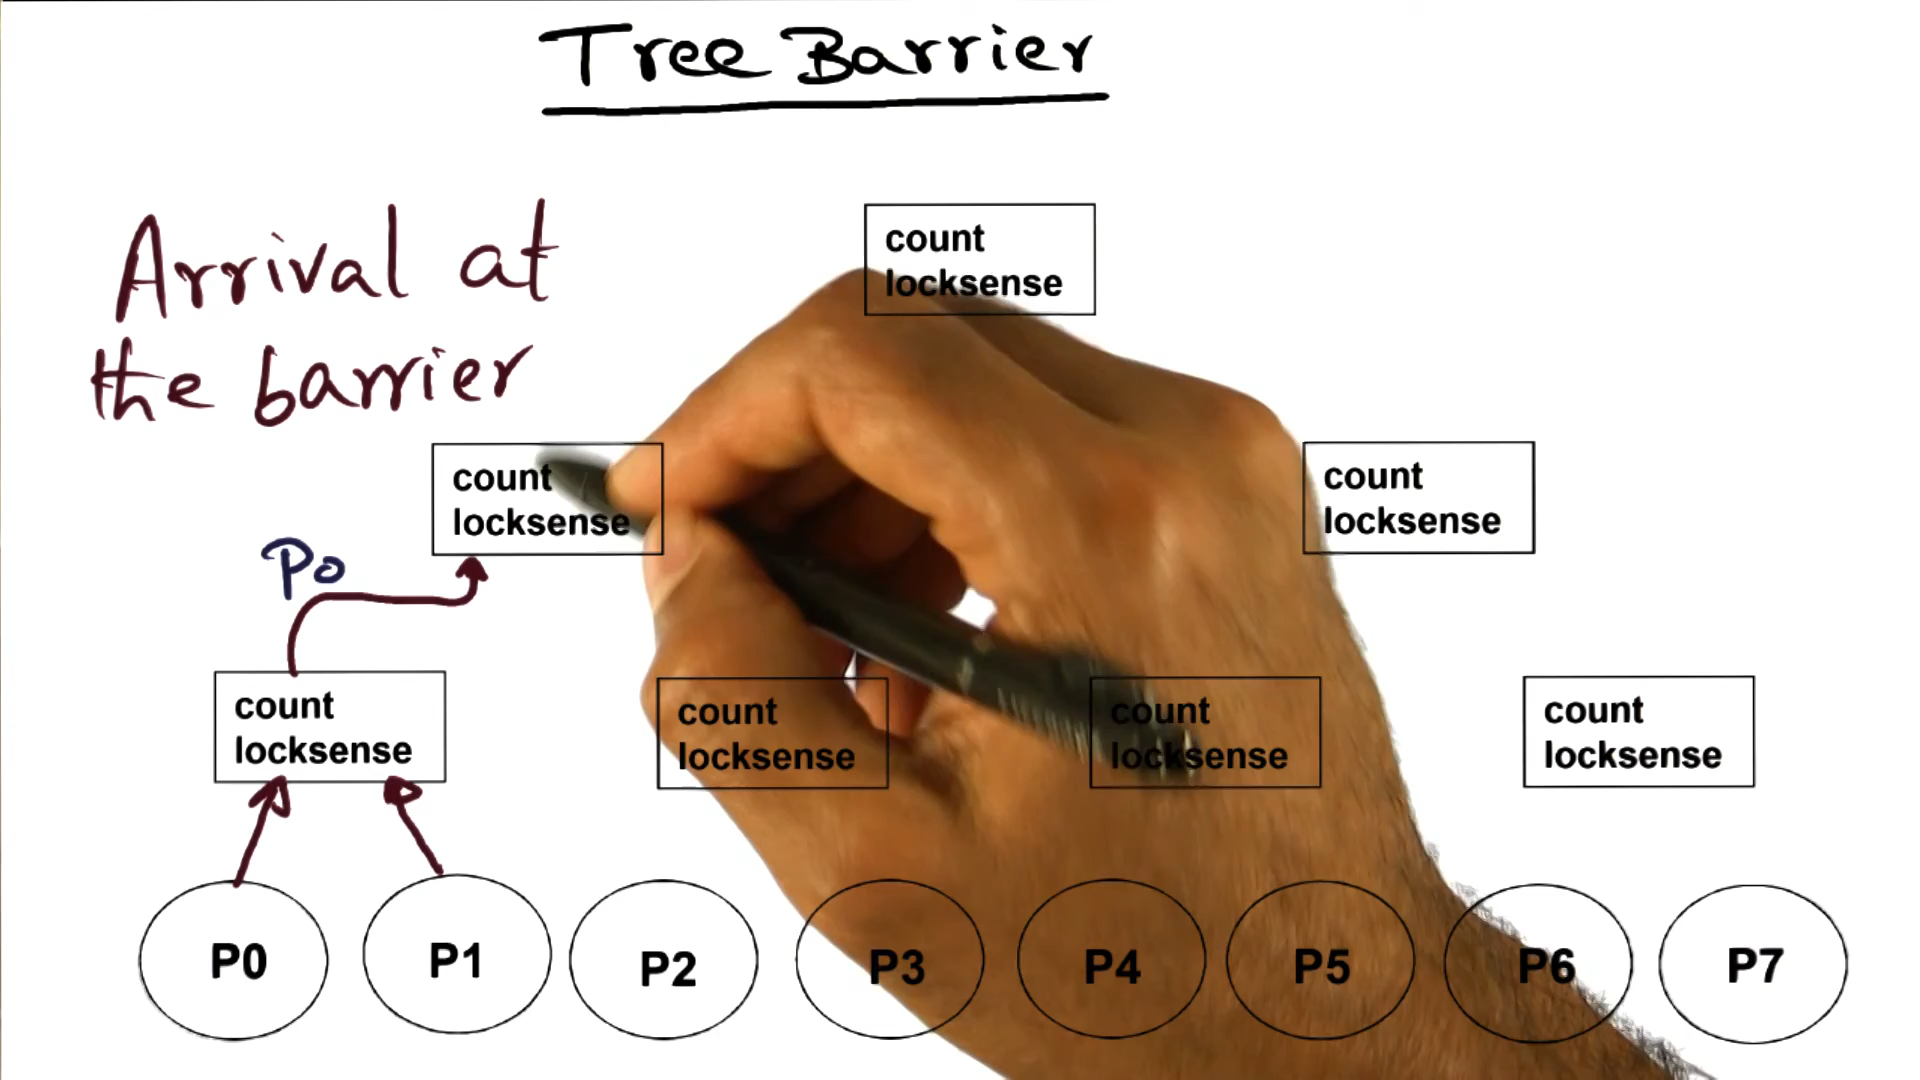 Tree Barrier
Arrival at
the barrier
count
locksense
count
locksense
count
locksense
Po
count
locksense
count
locksense
count
locksense
count
locksense
P0 P1 P2 P3 P4 P5 P6 P7